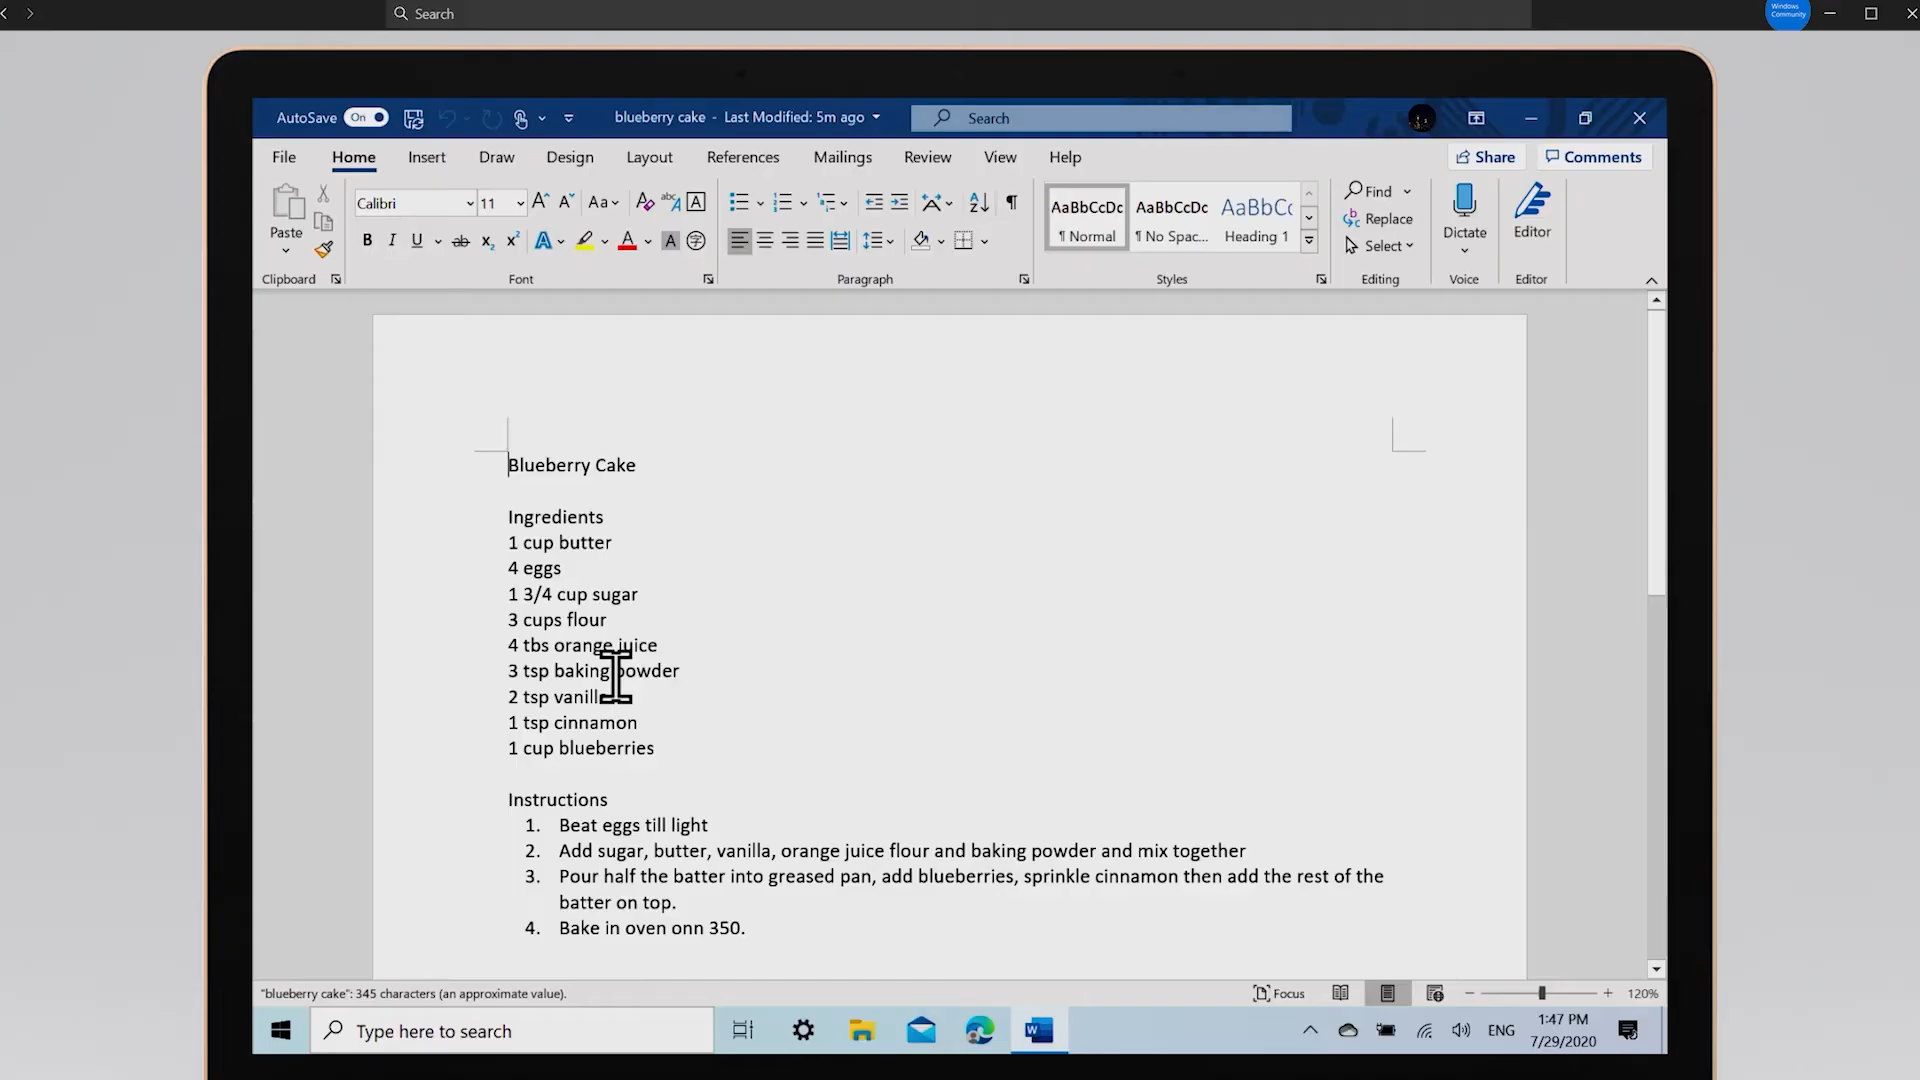 Search
Windows Community
AutoSave On blueberry cake - Last Modified: 5m ago Search
File Home Insert Draw Design Layout References Mailings Review View Help Share Comments
Paste
Clipboard
Calibri 11
Aa
B I U ab x₂ x² A A A
Font
Paragraph
AaBbCcDc AaBbCcDc AaBbCc
¶ Normal ¶ No Spac... Heading 1
Styles
Find
Replace
Select
Editing
Dictate
Voice
Editor
Editor
Blueberry Cake
Ingredients
1 cup butter
4 eggs
1 3/4 cup sugar
3 cups flour
4 tbs orange juice
3 tsp baking powder
2 tsp vanilla
1 tsp cinnamon
1 cup blueberries
Instructions
1. Beat eggs till light
2. Add sugar, butter, vanilla, orange juice flour and baking powder and mix together
3. Pour half the batter into greased pan, add blueberries, sprinkle cinnamon then add the rest of the
batter on top.
4. Bake in oven onn 350.
"blueberry cake": 345 characters (an approximate value). Focus 120%
Type here to search ENG 1:47 PM
7/29/2020